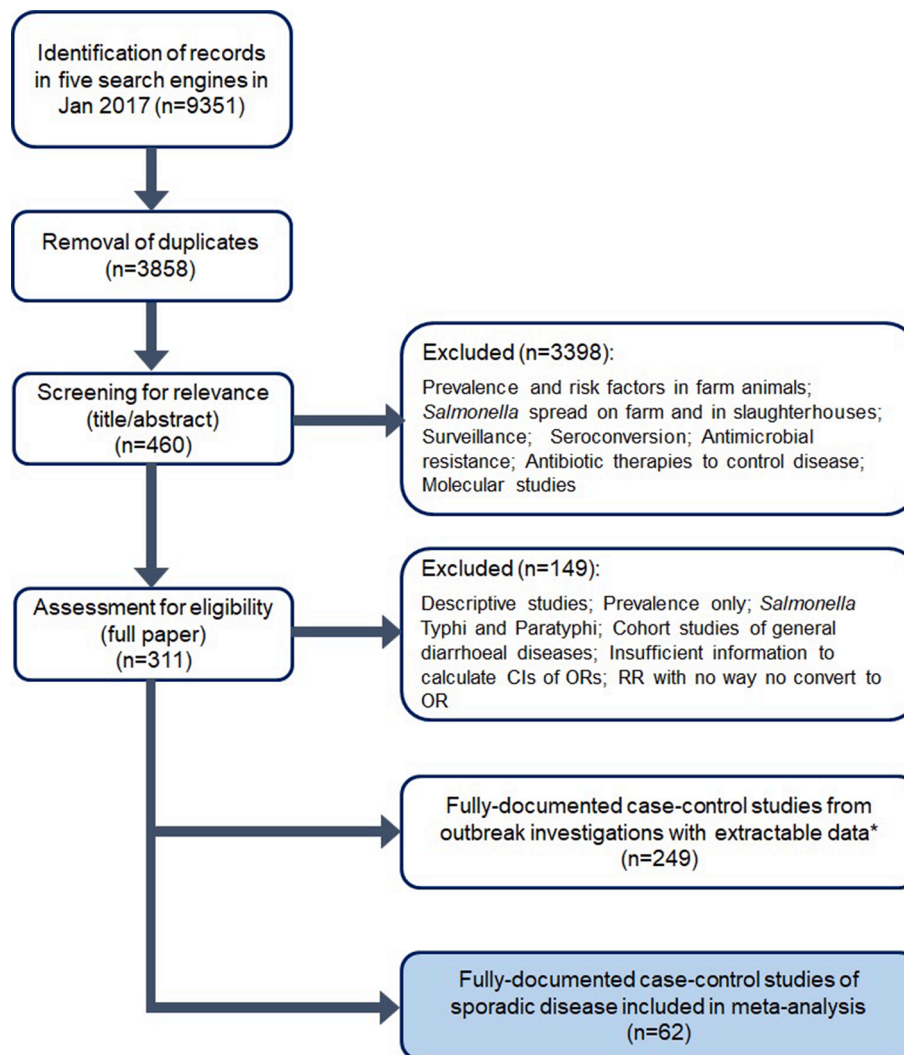 Identification of records
in five search engines in
Jan 2017 (n=9351)
Removal of duplicates
(n=3858)
Screening for relevance
(title/abstract)
(n=460)
Excluded (n=3398):
Prevalence and risk factors in farm animals;
Salmonella spread on farm and in slaughterhouses;
Surveillance; Seroconversion; Antimicrobial
resistance; Antibiotic therapies to control disease;
Molecular studies
Assessment for eligibility
(full paper)
(n=311)
Excluded (n=149):
Descriptive studies; Prevalence only; Salmonella
Typhi and Paratyphi; Cohort studies of general
diarrhoeal diseases; Insufficient information to
calculate CIs of ORs; RR with no way no convert to
OR
Fully-documented case-control studies from
outbreak investigations with extractable data*
(n=249)
Fully-documented case-control studies of
sporadic disease included in meta-analysis
(n=62)